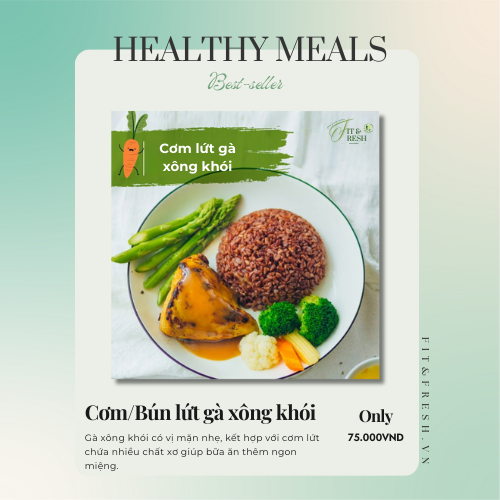 HEALTHY MEALS
Best-seller
Cơm lứt gà
xông khói
FIT &
FRESH
Cơm/Bún lứt gà xông khói
Gà xông khói có vị mặn nhẹ, kết hợp với cơm lứt
chứa nhiều chất xơ giúp bữa ăn thêm ngon
miệng.
Only
75.000VND
FIT&FRESH.VN